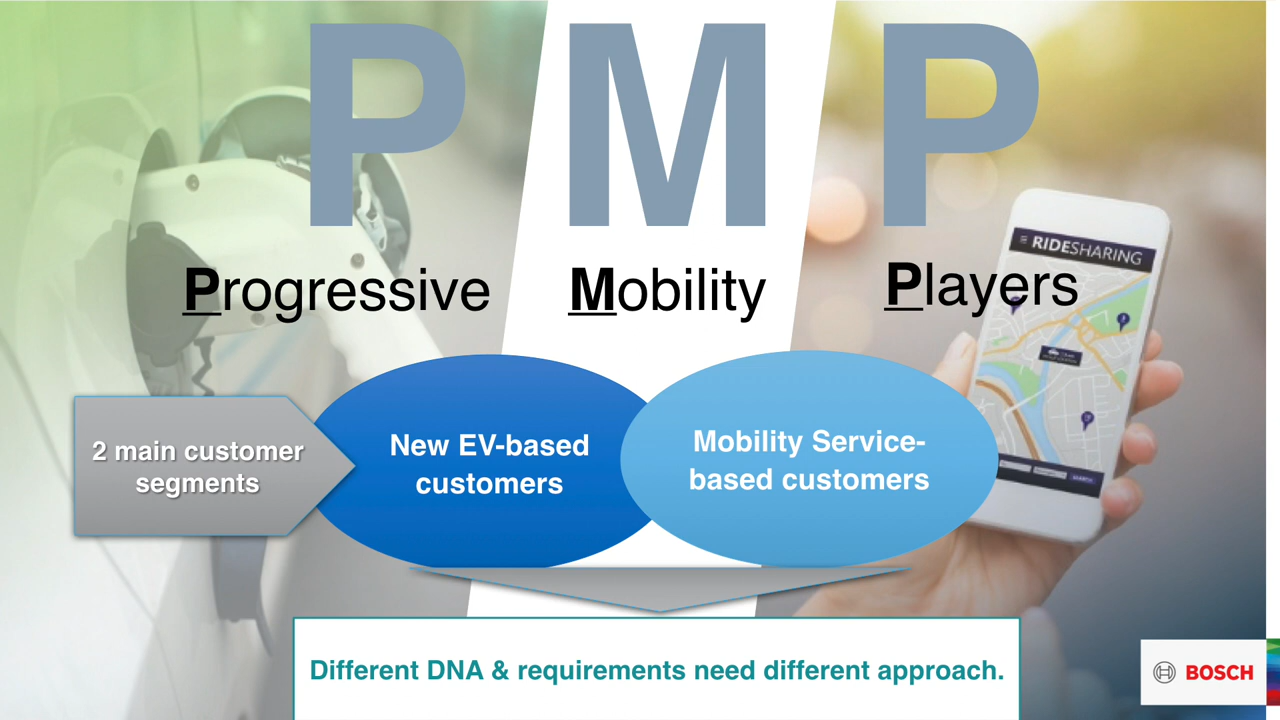 P M P
Progressive Mobility Players
≡ RIDESHARING
2 main customer
segments
New EV-based
customers
Mobility Service-
based customers
Different DNA & requirements need different approach.
BOSCH